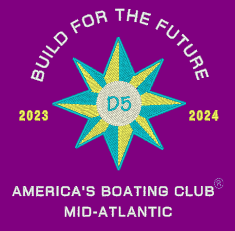 BUILD FOR THE FUTURE
D5
2023 2024
AMERICA'S BOATING CLUB®
MID-ATLANTIC